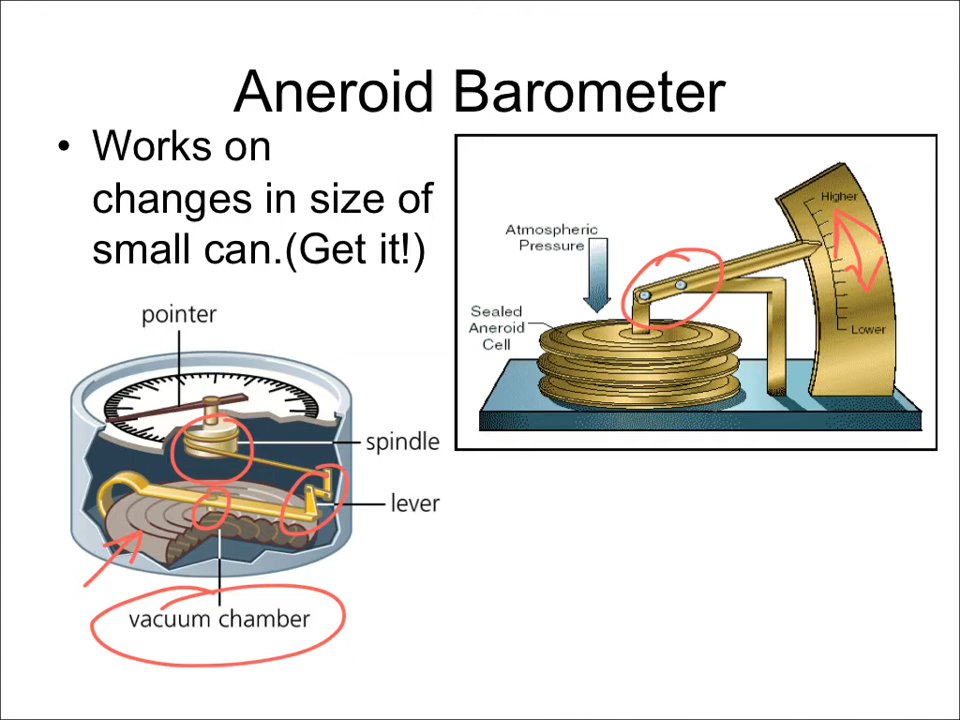 Aneroid Barometer
• Works on
changes in size of
small can.(Get it!)
Higher
Atmospheric
Pressure
Sealed
Aneroid
Cell
Lower
pointer
spindle
lever
vacuum chamber